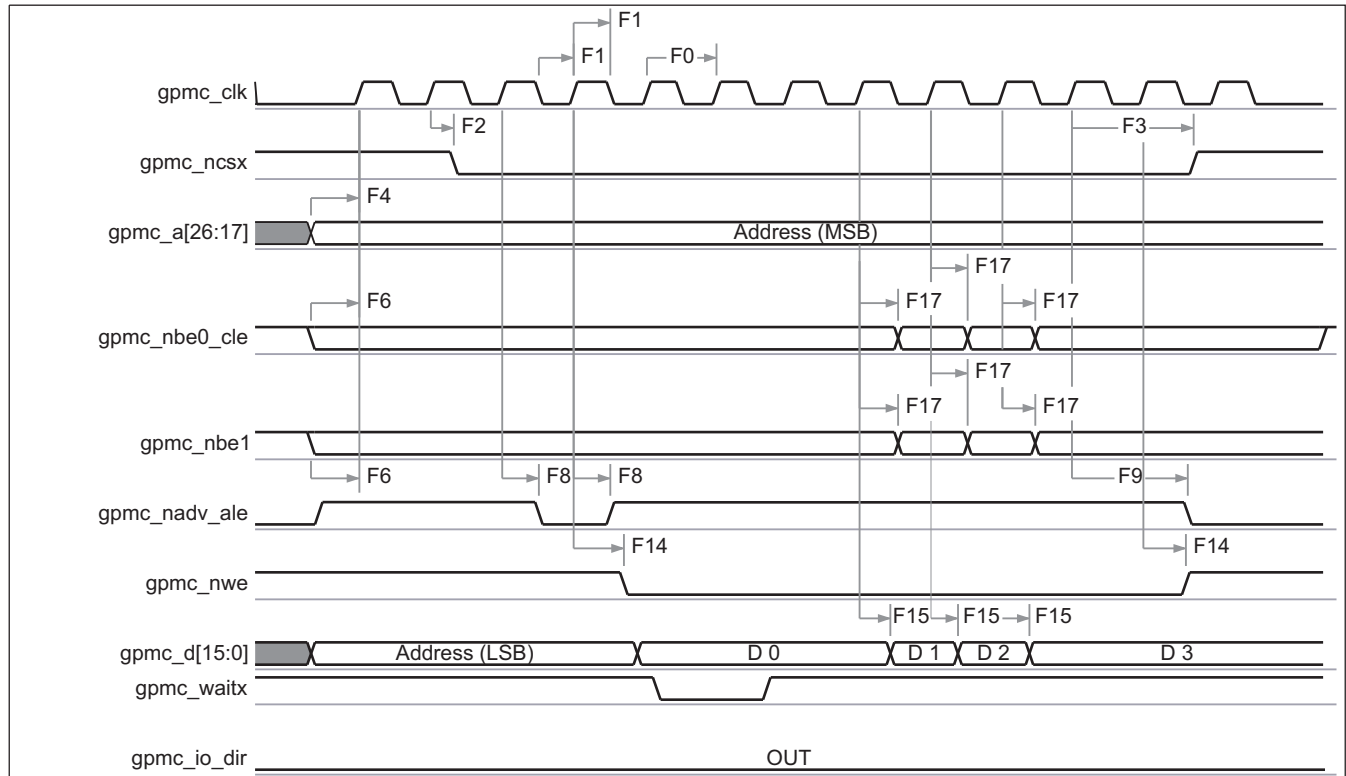 F1
F1 F0
gpmc_clk
F2 F3
gpmc_ncsx
F4
gpmc_a[26:17] Address (MSB)
F17
F6 F17 F17
gpmc_nbe0_cle
F17
F17 F17
gpmc_nbe1
F6 F8 F8 F9
gpmc_nadv_ale
F14 F14
gpmc_nwe
F15 F15 F15
gpmc_d[15:0] Address (LSB) D 0 D 1 D 2 D 3
gpmc_waitx
gpmc_io_dir OUT